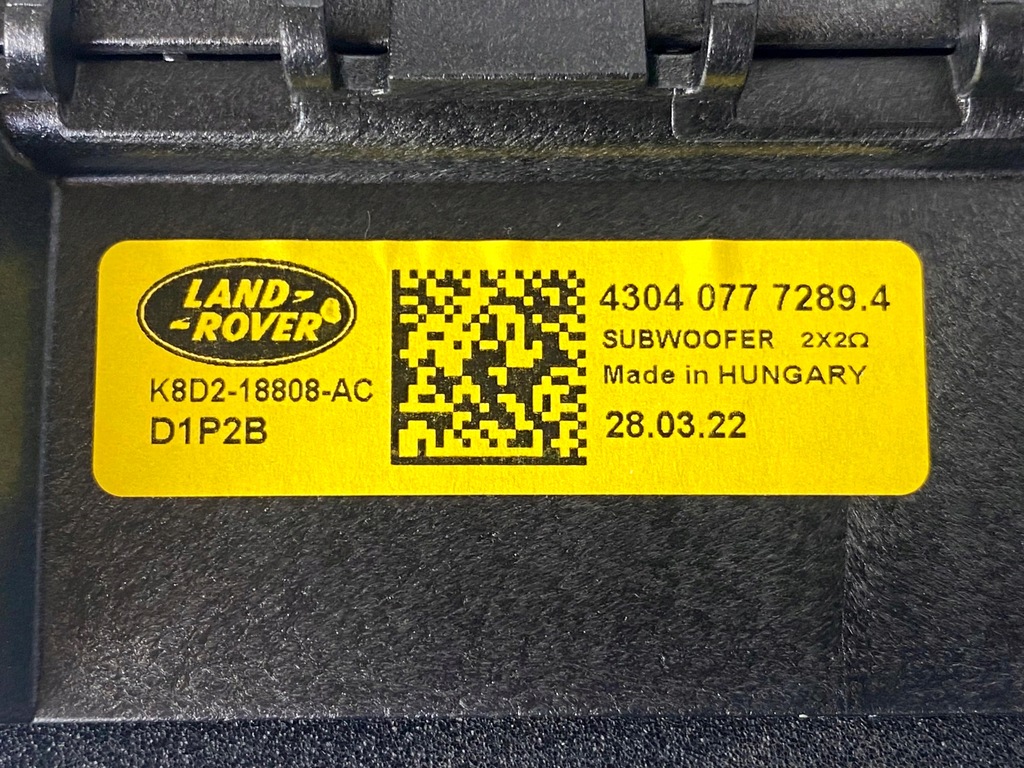 LAND-
-ROVER
K8D2-18808-AC
D1P2B
4304 077 7289.4
SUBWOOFER 2X2Ω
Made in HUNGARY
28.03.22